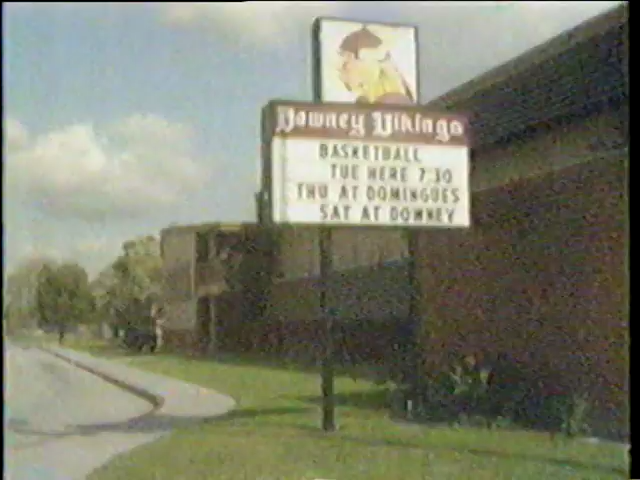 Downey Vikings
BASKETBALL
TUE HERE 7 30
THU AT DOMINGUES
SAT AT DOWNEY